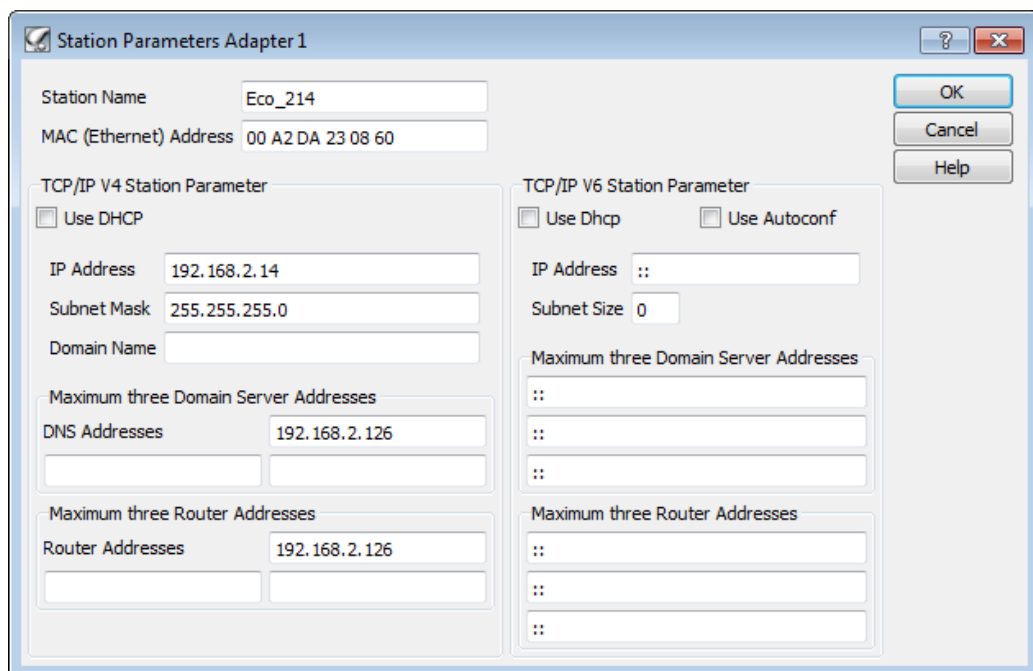 Station Parameters Adapter 1
?
X
Station Name Eco_214
OK
MAC (Ethernet) Address 00 A2 DA 23 08 60
Cancel
Help
TCP/IP V4 Station Parameter
Use DHCP
IP Address 192.168.2.14
Subnet Mask 255.255.255.0
Domain Name
Maximum three Domain Server Addresses
DNS Addresses 192.168.2.126
Maximum three Router Addresses
Router Addresses 192.168.2.126
TCP/IP V6 Station Parameter
Use Dhcp Use Autoconf
IP Address ::
Subnet Size 0
Maximum three Domain Server Addresses
::
::
::
Maximum three Router Addresses
::
::
::